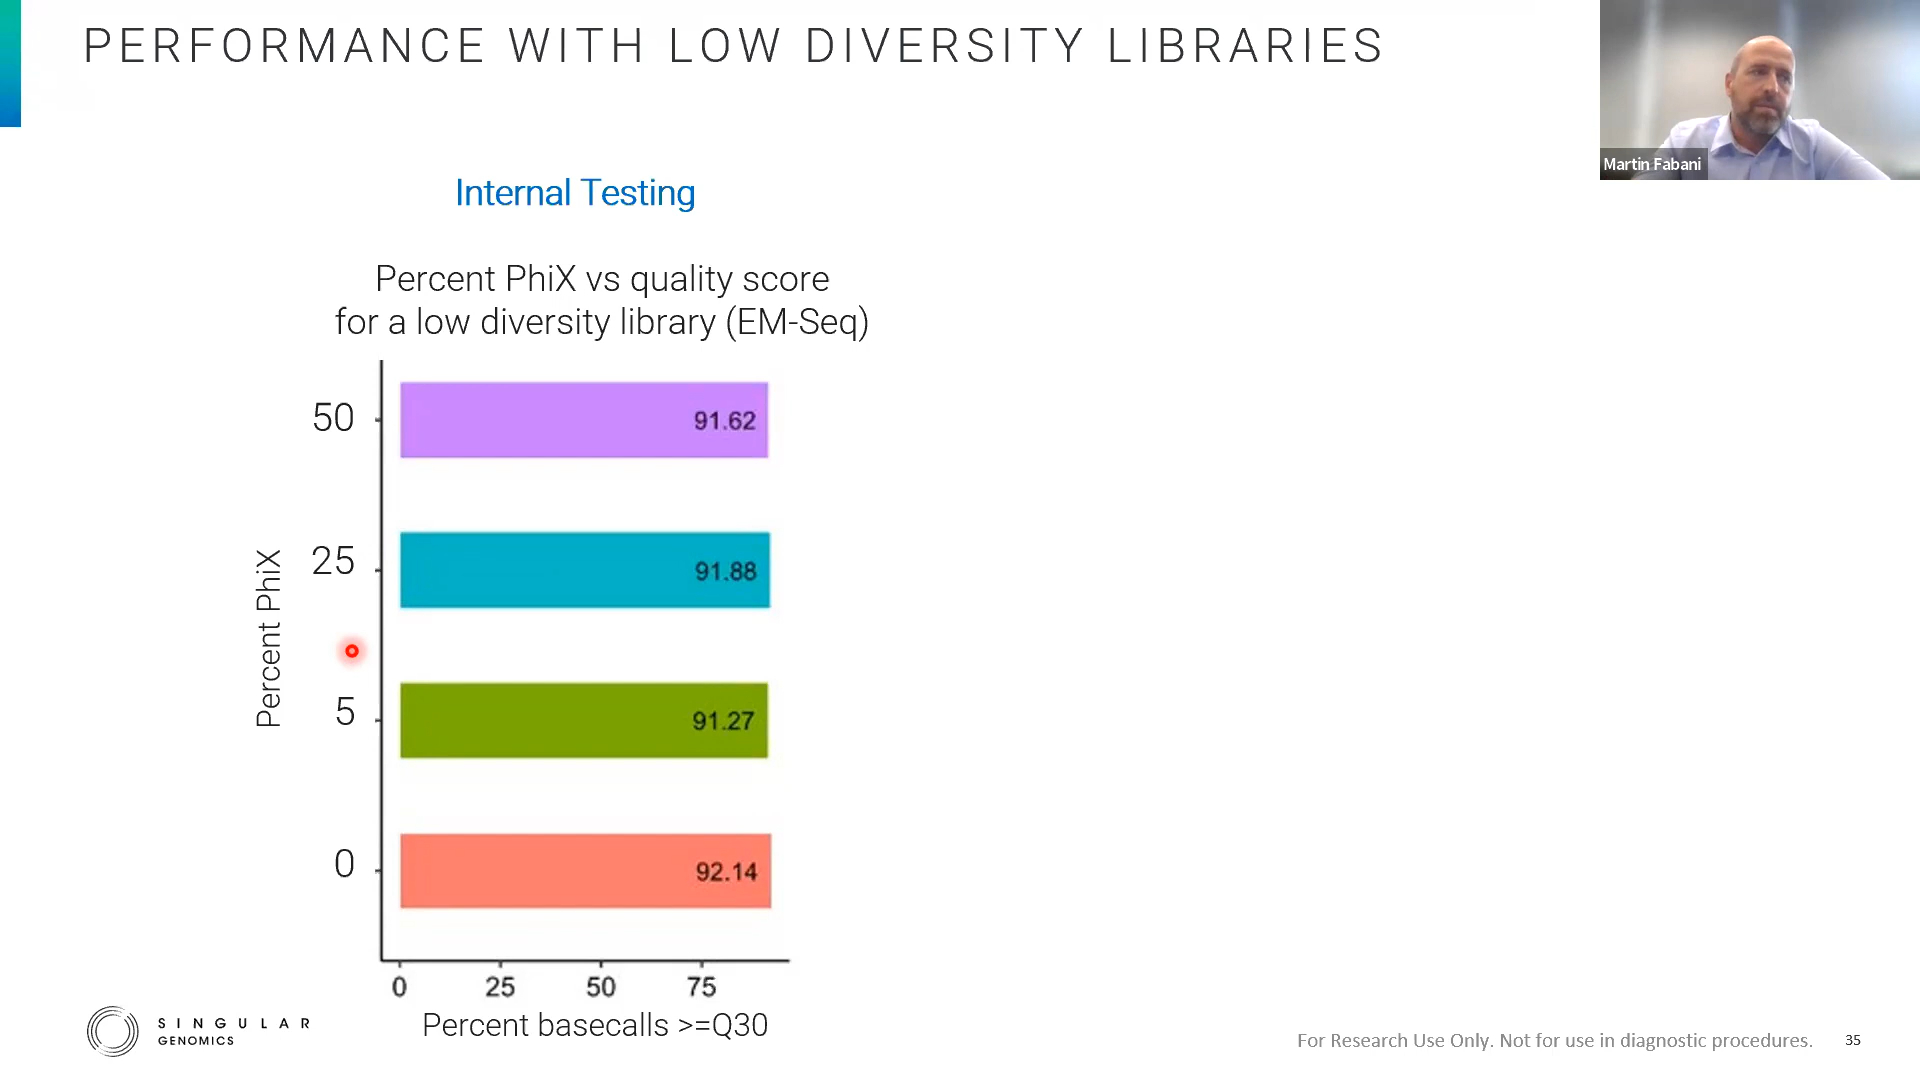 PERFORMANCE WITH LOW DIVERSITY LIBRARIES
Martin Fabani
Internal Testing
Percent PhiX vs quality score
for a low diversity library (EM-Seq)
Percent PhiX
50
91.62
25
91.88
5
91.27
0
92.14
0 25 50 75
Percent basecalls >=Q30
SINGULAR
GENOMICS
For Research Use Only. Not for use in diagnostic procedures.
35